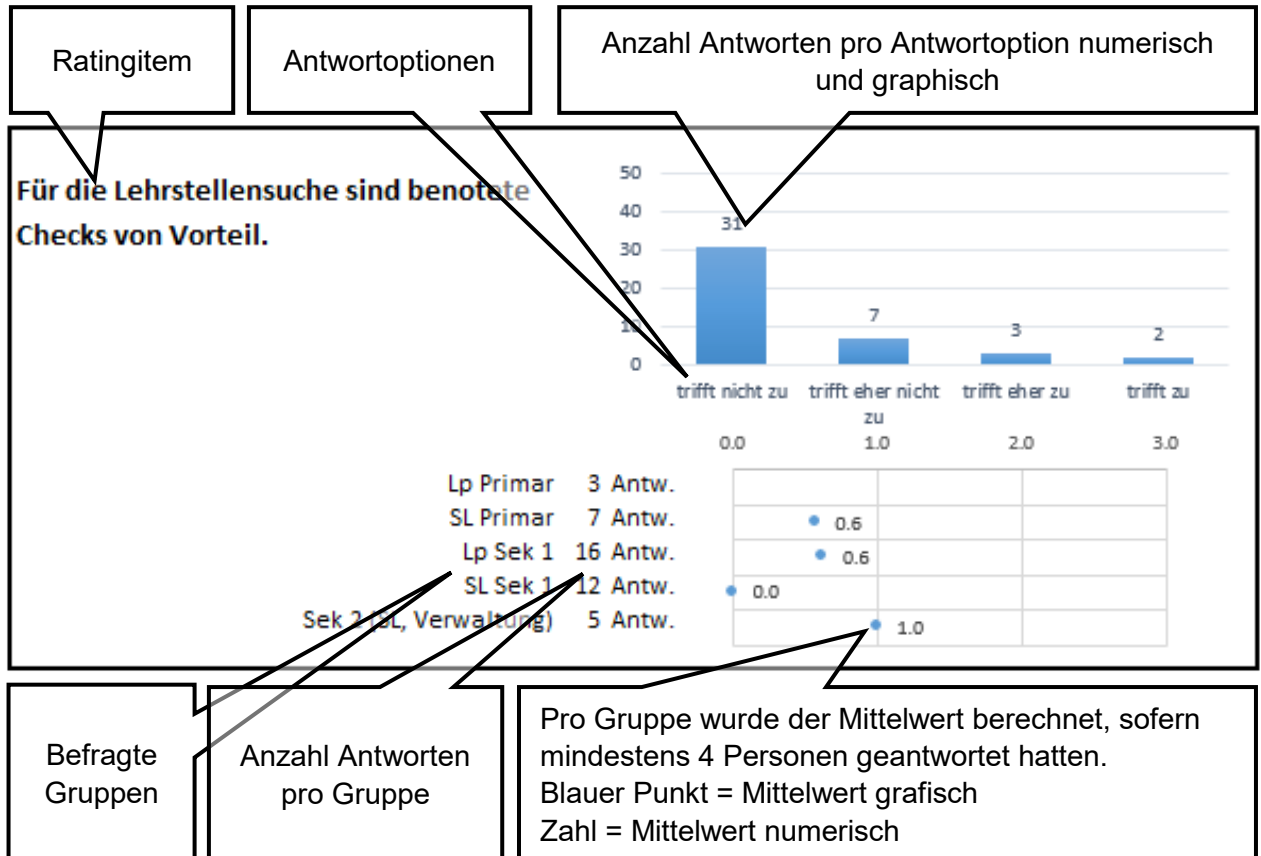 Ratingitem
Antwortoptionen
Anzahl Antworten pro Antwortoption numerisch
und graphisch
Für die Lehrstellensuche sind benotete
Checks von Vorteil.
50
40
30
20
10
0
31
7
3
2
trifft nicht zu
trifft eher nicht
zu
trifft eher zu
trifft zu
0.0 1.0 2.0 3.0
Lp Primar 3 Antw.
SL Primar 7 Antw. 0.6
Lp Sek 1 16 Antw. 0.6
SL Sek 1 12 Antw. 0.0
Sek 2 (SL, Verwaltung) 5 Antw. 1.0
Befragte
Gruppen
Anzahl Antworten
pro Gruppe
Pro Gruppe wurde der Mittelwert berechnet, sofern
mindestens 4 Personen geantwortet hatten.
Blauer Punkt = Mittelwert grafisch
Zahl = Mittelwert numerisch